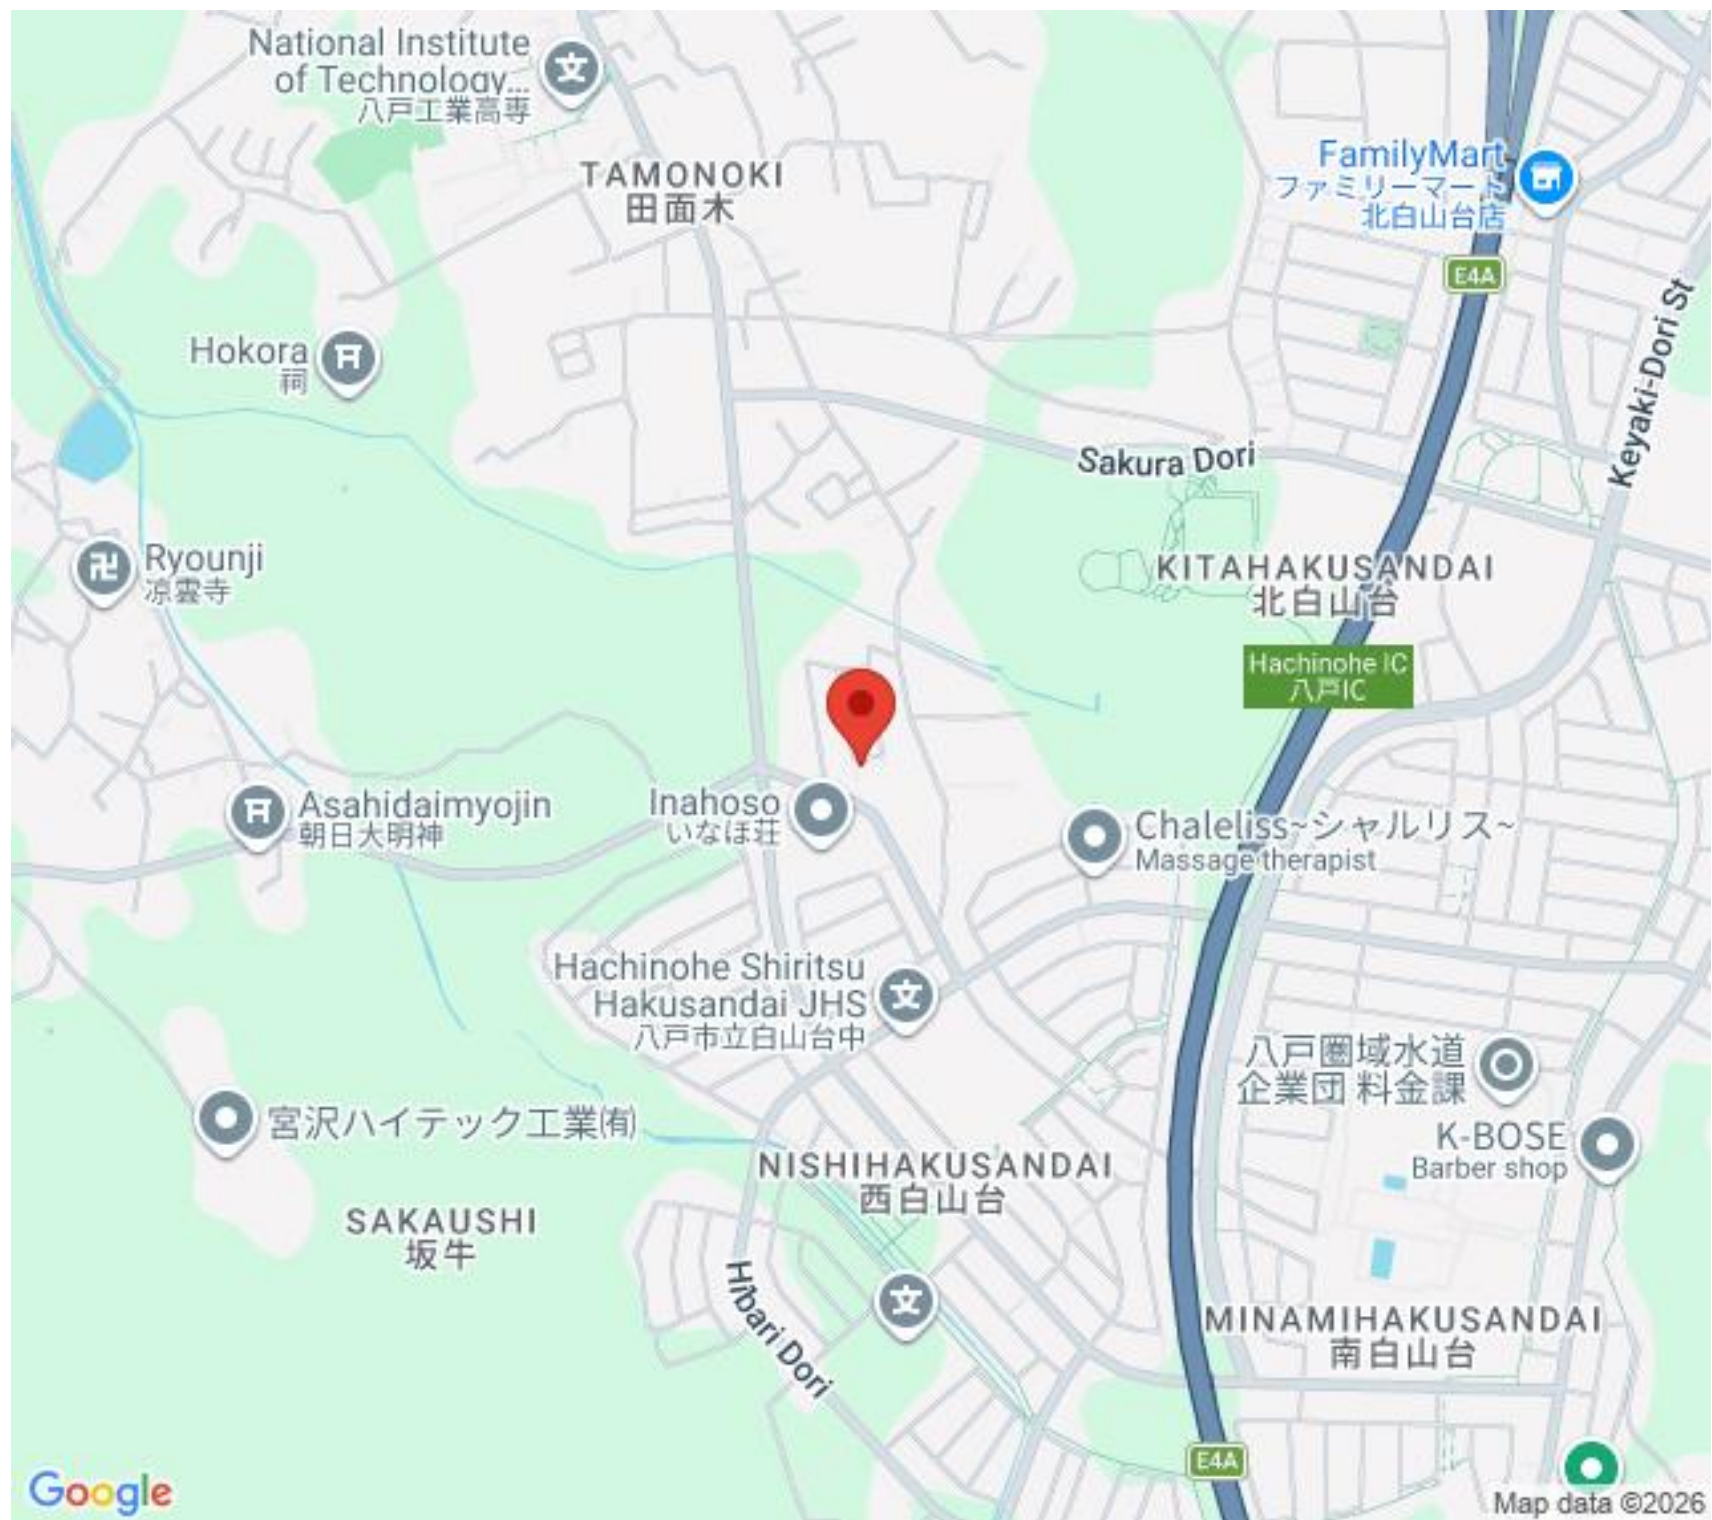 National Institute
of Technology...
八戸工業高専
TAMONOKI
田面木
FamilyMart
ファミリーマート
北白山台店
E4A
Keyaki-Dori St
Hokora
祠
Sakura Dori
Ryounji
凉雲寺
KITAHAKUSANDAI
北白山台
Hachinohe IC
八戸IC
Asahidaimyojin
朝日大明神
Inahoso
いなほ荘
Chaleliss~シャルリス~
Massage therapist
Hachinohe Shiritsu
Hakusandai JHS
八戸市立白山台中
八戸圏域水道
企業団 料金課
宮沢ハイテック工業㈲
K-BOSE
Barber shop
NISHIHAKUSANDAI
西白山台
SAKAUSHI
坂牛
Hibari Dori
MINAMIHAKUSANDAI
南白山台
E4A
Google
Map data ©2026